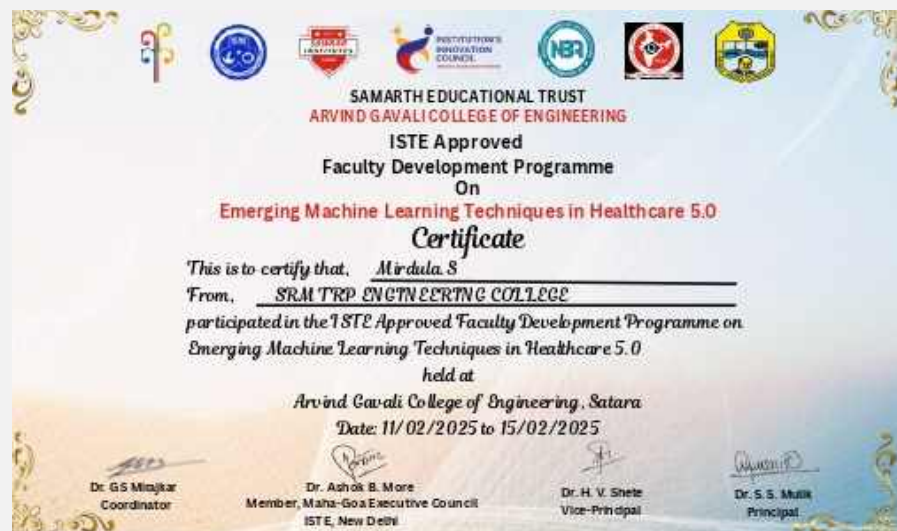 INSTITUTION'S
INNOVATION
COUNCIL
NBA
SAMARTH EDUCATIONAL TRUST
ARVIND GAVALI COLLEGE OF ENGINEERING
ISTE Approved
Faculty Development Programme
On
Emerging Machine Learning Techniques in Healthcare 5.0
Certificate
This is to certify that, Mirdula. S
From, SRM TRP ENGINEERING COLLEGE
participated in the ISTE Approved Faculty Development Programme on
Emerging Machine Learning Techniques in Healthcare 5.0
held at
Arvind Gavali College of Engineering, Satara
Date: 11/02/2025 to 15/02/2025
Dr. G.S Mirajkar
Coordinator
Dr. Ashok B. More
Member, Maha-Goa Executive Council
ISTE, New Delhi
Dr. H. V. Shete
Vice-Principal
Dr. S. S. Mulik
Principal